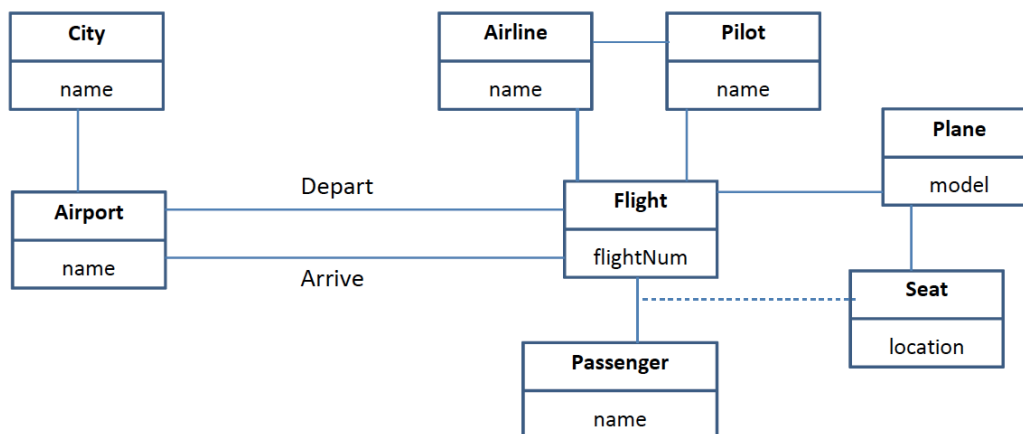 City
name
Airline
name
Pilot
name
Plane
model
Airport
name
Depart
Arrive
Flight
flightNum
Seat
location
Passenger
name